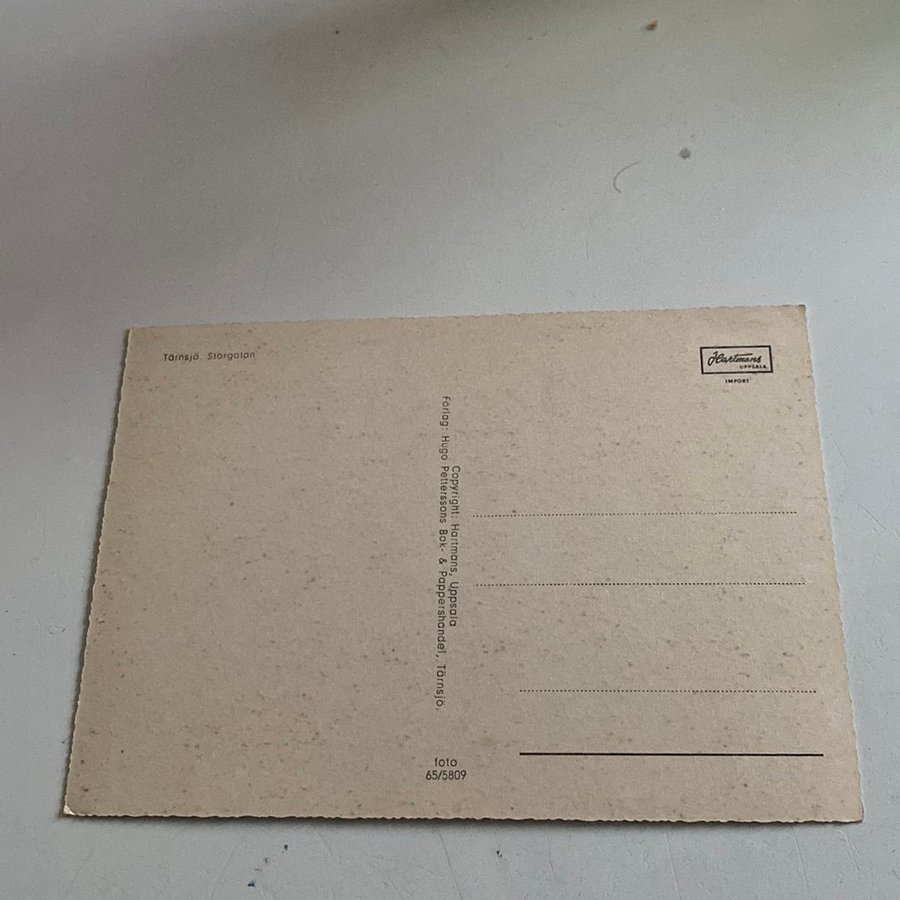 Tärnsjö. Storgatan
Hartmans
UPPSALA
IMPORT
Copyright: Hartmans, Uppsala
Förlag: Hugo Petterssons Bok- & Pappershandel, Tärnsjö.
foto
65/5809